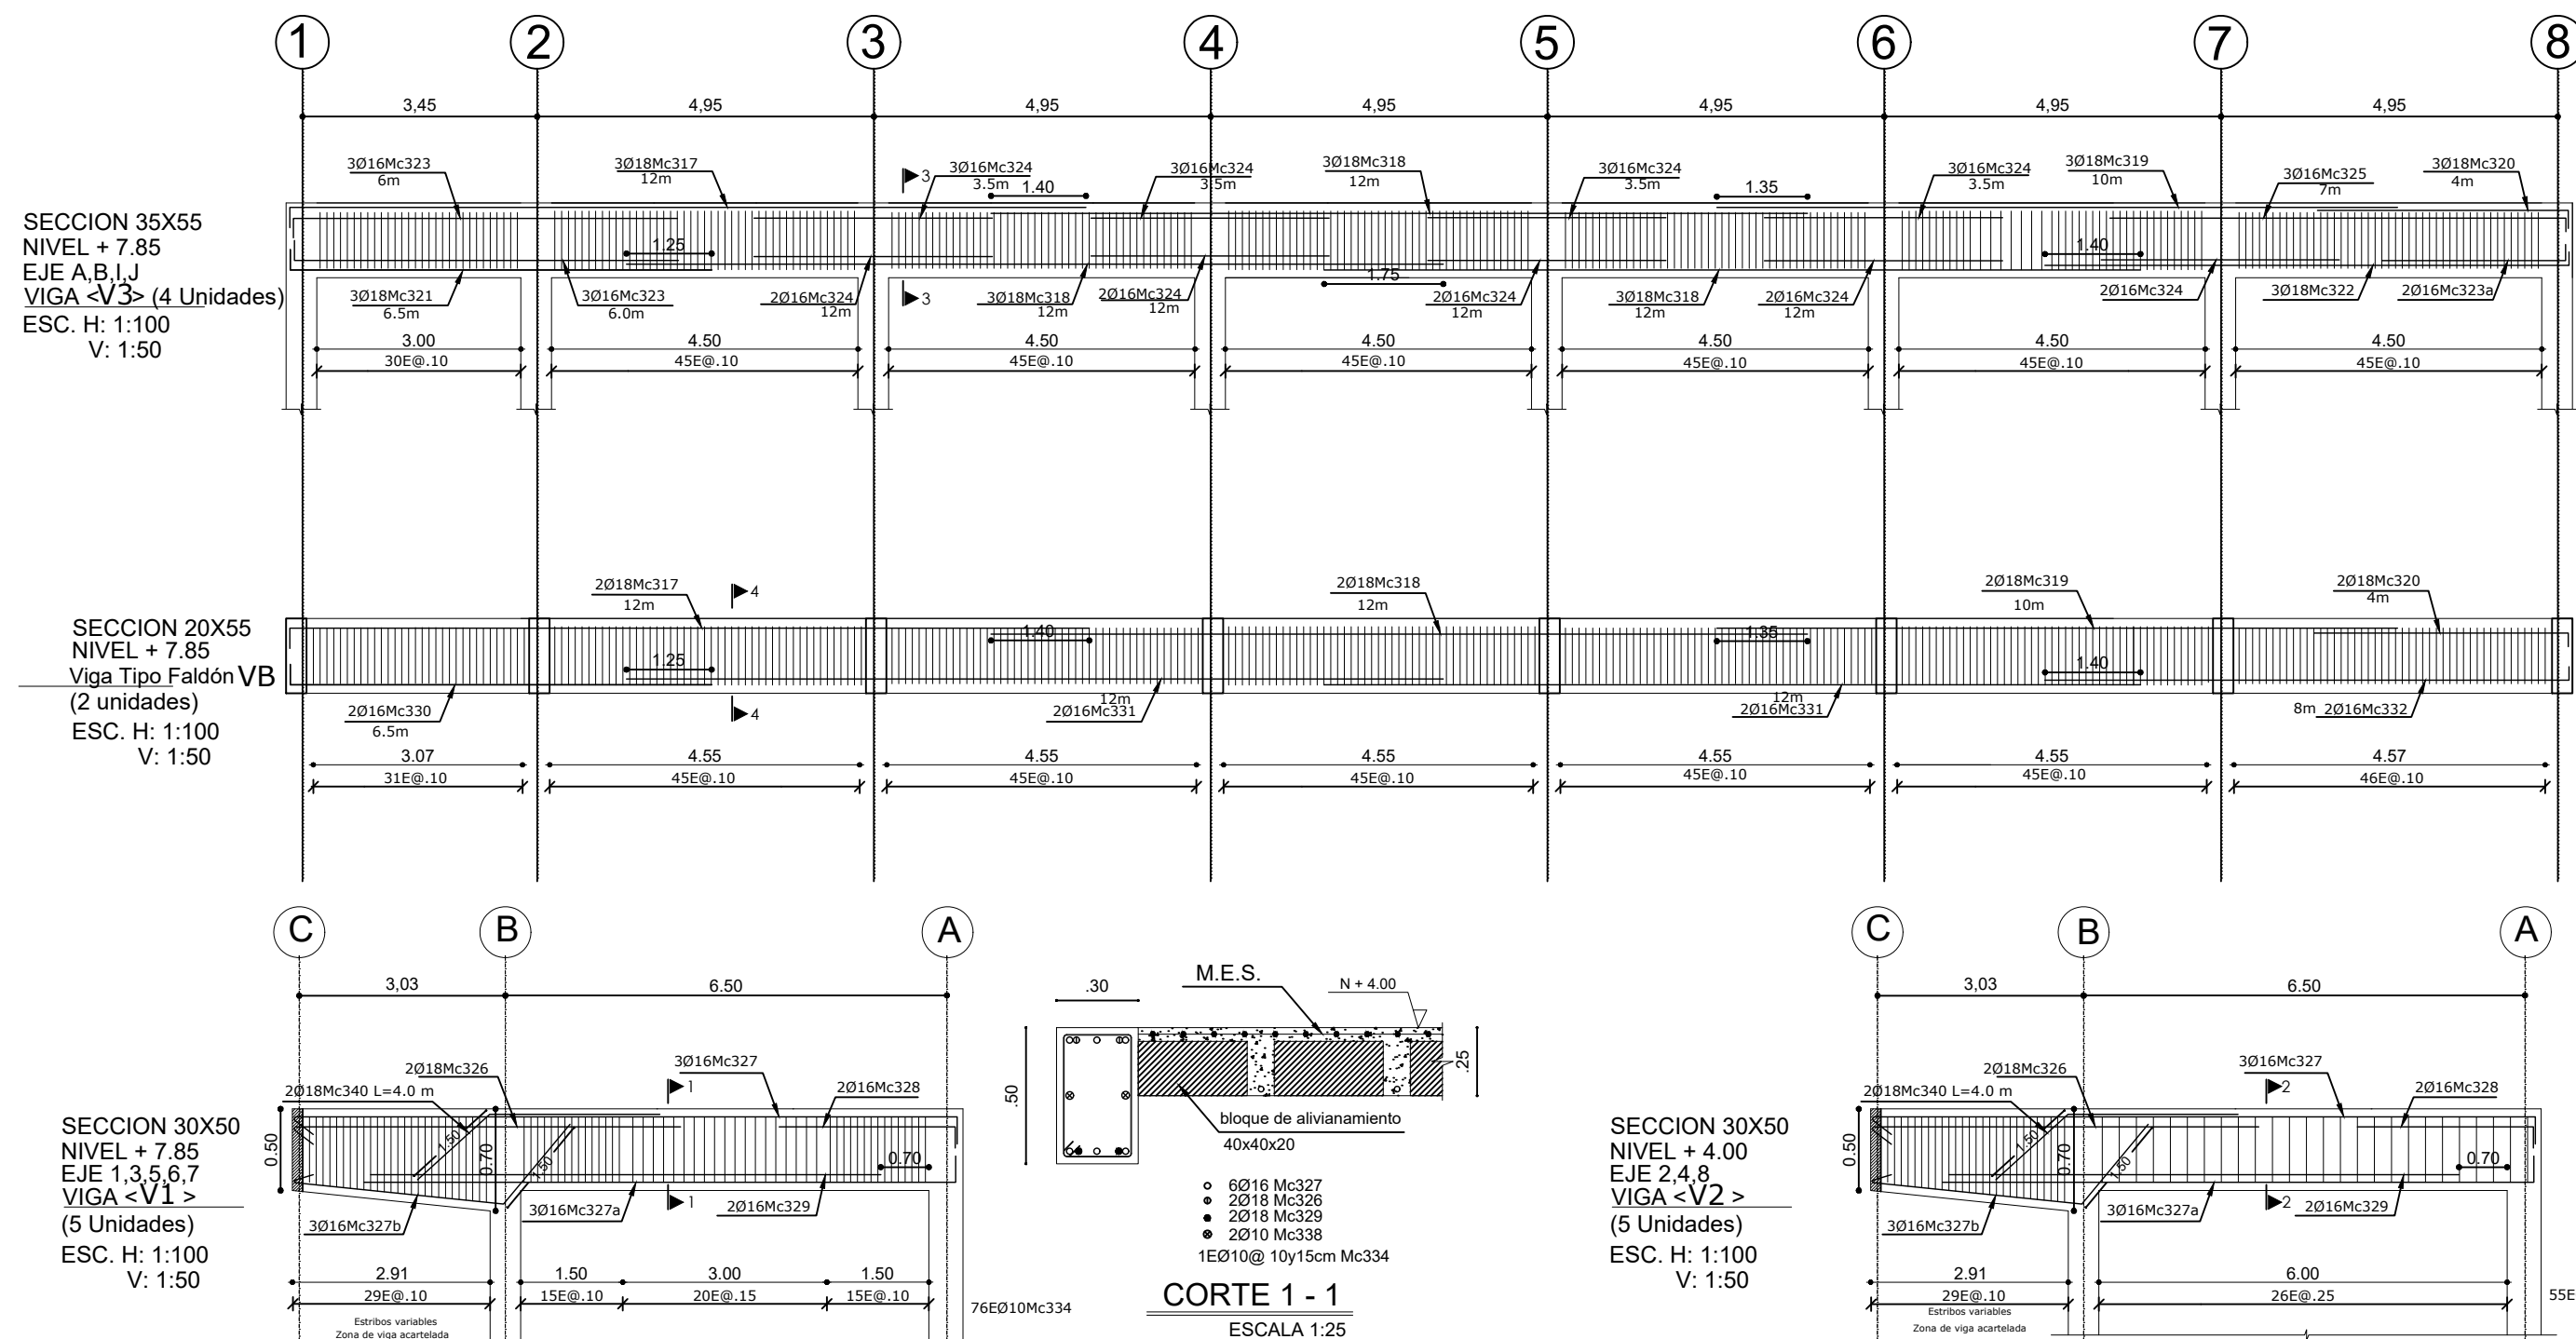 1 2 3 4 5 6 7 8
3,45 4,95 4,95 4,95 4,95 4,95 4,95
SECCION 35X55
NIVEL + 7.85
EJE A,B,I,J
VIGA <V3> (4 Unidades)
ESC. H: 1:100
V: 1:50
3Ø16Mc323
6m
3Ø18Mc317
12m
3
3Ø16Mc324
3.5m
1.40
3Ø16Mc324
3.5m
3Ø18Mc318
12m
3Ø16Mc324
3.5m
1.35
3Ø16Mc324
3.5m
3Ø18Mc319
10m
3Ø16Mc325
7m
3Ø18Mc320
4m
1.25
1.75
1.40
3Ø18Mc321
6.5m
3Ø16Mc323
6.0m
2Ø16Mc324
12m
3
3Ø18Mc318
12m
2Ø16Mc324
12m
2Ø16Mc324
12m
3Ø18Mc318
12m
2Ø16Mc324
12m
2Ø16Mc324
3Ø18Mc322
2Ø16Mc323a
3.00 4.50 4.50 4.50 4.50 4.50 4.50
30E@.10 45E@.10 45E@.10 45E@.10 45E@.10 45E@.10 45E@.10
SECCION 20X55
NIVEL + 7.85
Viga Tipo Faldón VB
(2 unidades)
ESC. H: 1:100
V: 1:50
2Ø18Mc317
12m
4
2Ø18Mc318
12m
2Ø18Mc319
10m
2Ø18Mc320
4m
1.40
1.35
1.25
1.40
2Ø16Mc330
6.5m
4
12m
2Ø16Mc331
12m
2Ø16Mc331
8m 2Ø16Mc332
3.07 4.55 4.55 4.55 4.55 4.55 4.57
31E@.10 45E@.10 45E@.10 45E@.10 45E@.10 45E@.10 46E@.10
C B A
3,03 6.50
SECCION 30X50
NIVEL + 7.85
EJE 1,3,5,6,7
VIGA <V1 >
(5 Unidades)
ESC. H: 1:100
V: 1:50
2Ø18Mc340 L=4.0 m
2Ø18Mc326
3Ø16Mc327
1
2Ø16Mc328
0.50
1.50
0.70
1.50
0.70
3Ø16Mc327b
3Ø16Mc327a
1
2Ø16Mc329
2.91 1.50 3.00 1.50
29E@.10 15E@.10 20E@.15 15E@.10
76EØ10Mc334
Estribos variables
Zona de viga acartelada
.30
M.E.S.
N + 4.00
.50
.25
bloque de alivianamiento
40x40x20
6Ø16 Mc327
2Ø18 Mc326
2Ø18 Mc329
2Ø10 Mc338
1EØ10@ 10y15cm Mc334
CORTE 1 - 1
ESCALA 1:25
C B A
3,03 6.50
SECCION 30X50
NIVEL + 4.00
EJE 2,4,8
VIGA <V2 >
(5 Unidades)
ESC. H: 1:100
V: 1:50
2Ø18Mc340 L=4.0 m
2Ø18Mc326
3Ø16Mc327
2
2Ø16Mc328
0.50
1.50
0.70
1.50
0.70
3Ø16Mc327b
3Ø16Mc327a
2
2Ø16Mc329
2.91 6.00
29E@.10 26E@.25
55E
Estribos variables
Zona de viga acartelada